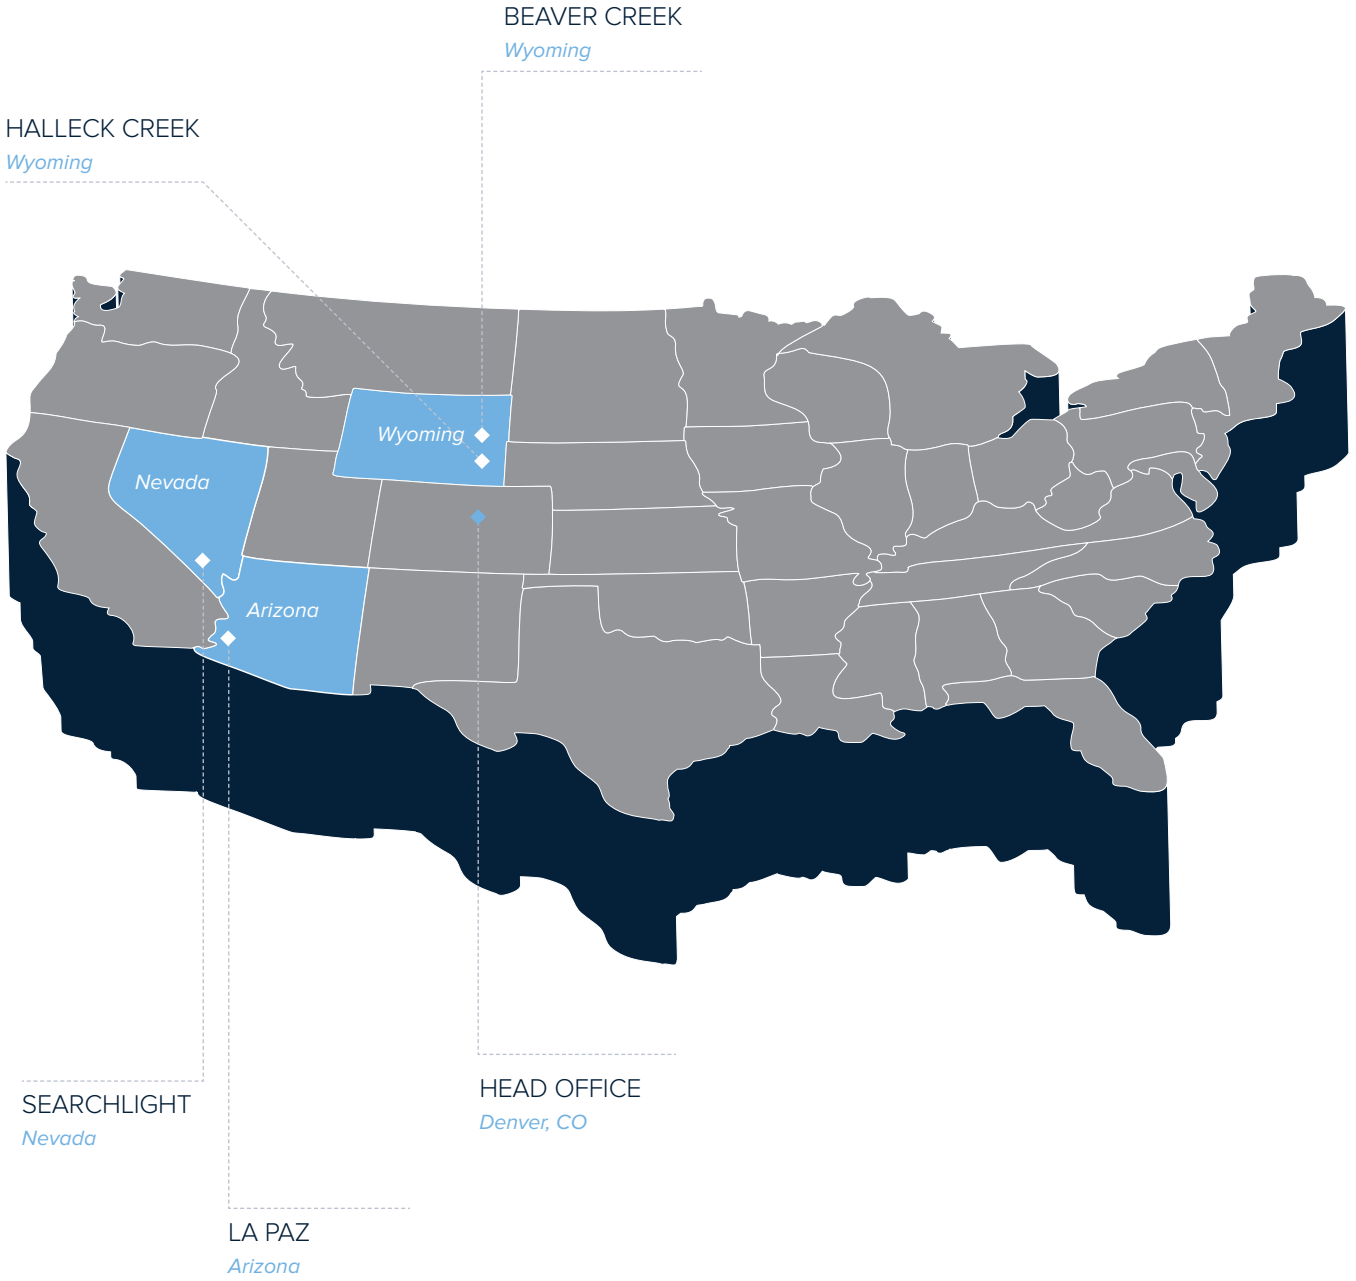 BEAVER CREEK
Wyoming
HALLECK CREEK
Wyoming
Wyoming
Nevada
Arizona
HEAD OFFICE
Denver, CO
SEARCHLIGHT
Nevada
LA PAZ
Arizona